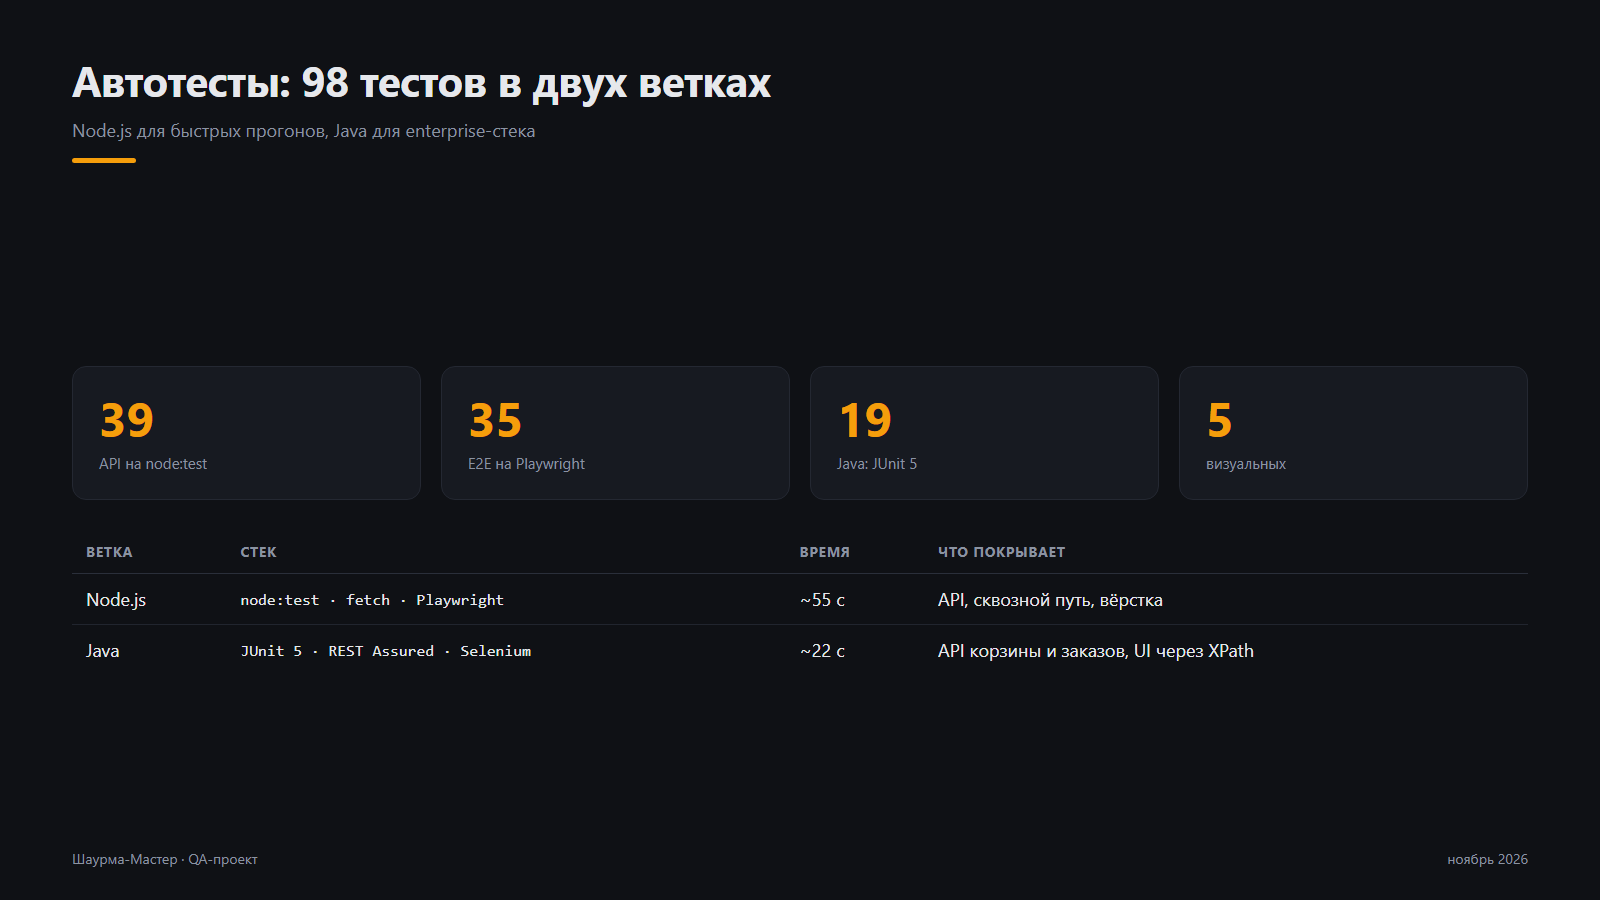 Автотесты: 98 тестов в двух ветках
Node.js для быстрых прогонов, Java для enterprise-стека
39
API на node:test
35
E2E на Playwright
19
Java: JUnit 5
5
визуальных
ВЕТКА СТЕК ВРЕМЯ ЧТО ПОКРЫВАЕТ
Node.js node:test · fetch · Playwright ~55 с API, сквозной путь, вёрстка
Java JUnit 5 · REST Assured · Selenium ~22 с API корзины и заказов, UI через XPath
Шаурма-Мастер · QA-проект ноябрь 2026